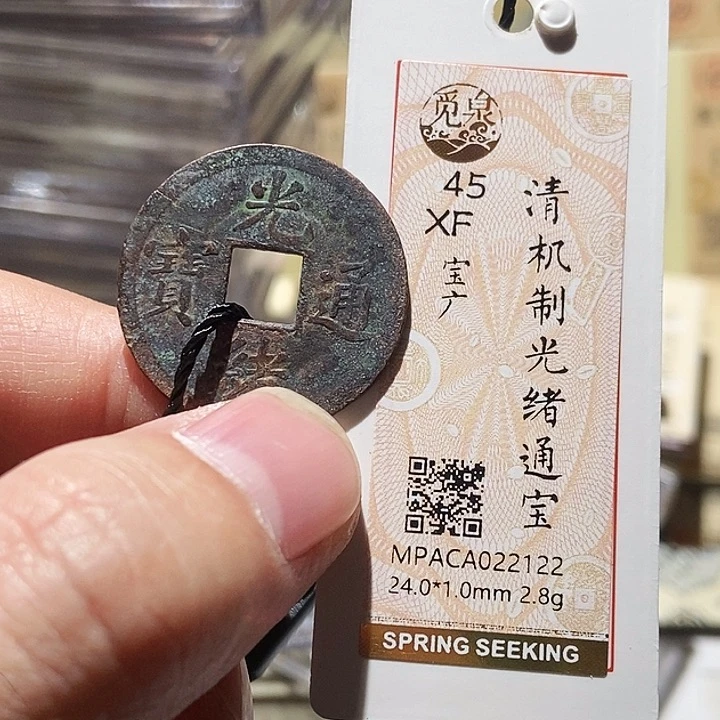 光
寶
通
緒
觅泉
45
XF
宝广
清机制光绪通宝
MPACA022122
24.0*1.0mm 2.8g
SPRING SEEKING